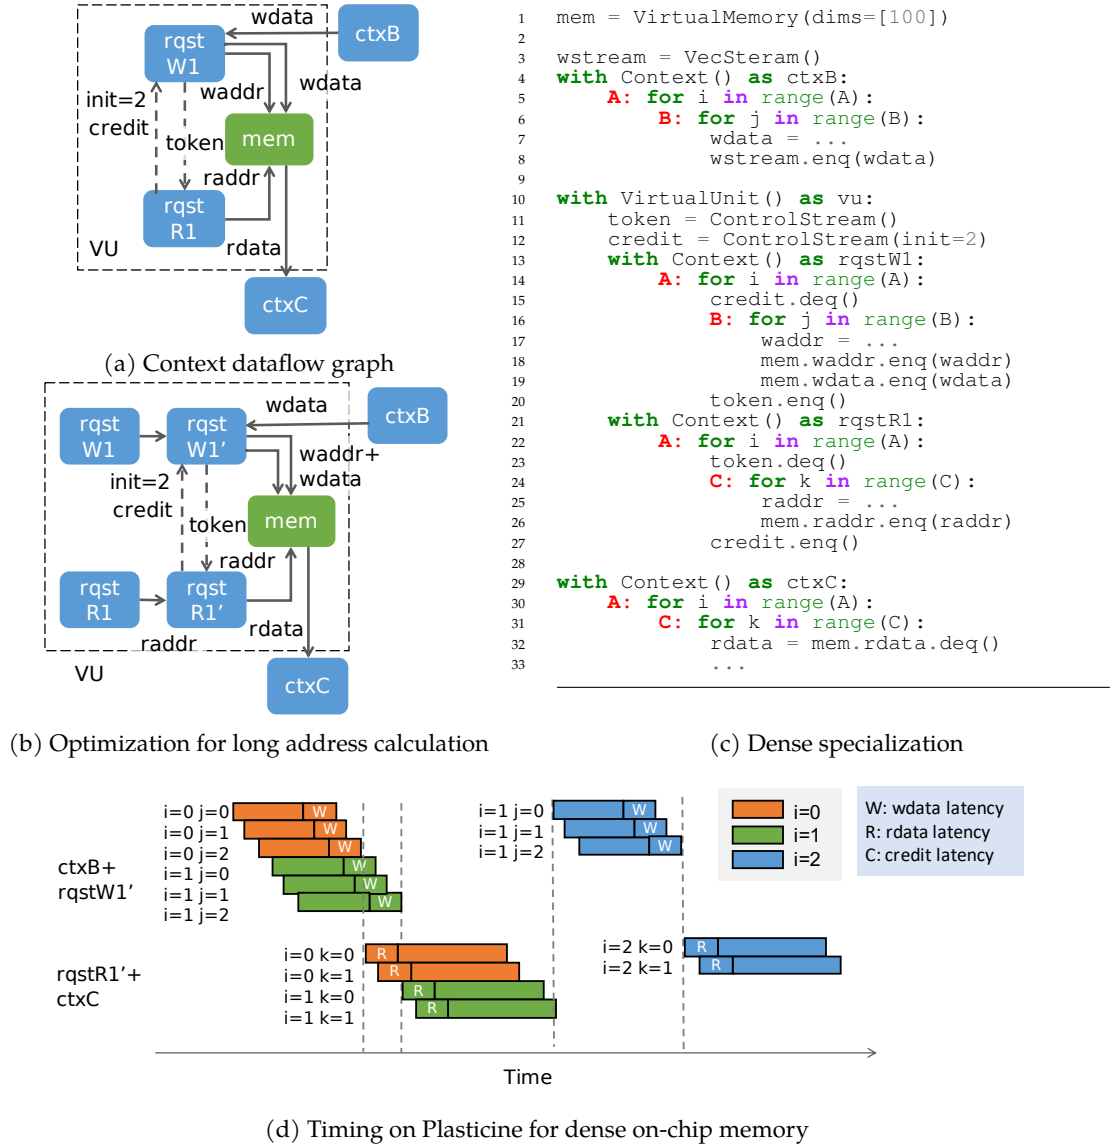 wdata
ctxB
rqst
W1
wdata
waddr
init=2
credit
token
mem
raddr
rqst
R1
rdata
VU
ctxC
(a) Context dataflow graph
wdata
ctxB
rqst
W1
rqst
W1’
waddr+
wdata
init=2
credit
token
mem
raddr
rqst
R1
rqst
R1’
rdata
raddr
VU
ctxC
(b) Optimization for long address calculation
1 mem = VirtualMemory(dims=[100])
2
3 wstream = VecSteram()
4 with Context() as ctxB:
5 A: for i in range(A):
6 B: for j in range(B):
7 wdata = ...
8 wstream.enq(wdata)
9
10 with VirtualUnit() as vu:
11 token = ControlStream()
12 credit = ControlStream(init=2)
13 with Context() as rqstW1:
14 A: for i in range(A):
15 credit.deq()
16 B: for j in range(B):
17 waddr = ...
18 mem.waddr.enq(waddr)
19 mem.wdata.enq(wdata)
20 token.enq()
21 with Context() as rqstR1:
22 A: for i in range(A):
23 token.deq()
24 C: for k in range(C):
25 raddr = ...
26 mem.raddr.enq(raddr)
27 credit.enq()
28
29 with Context() as ctxC:
30 A: for i in range(A):
31 C: for k in range(C):
32 rdata = mem.rdata.deq()
33 ...
(c) Dense specialization
ctxB+
rqstW1’
i=0 j=0 W
i=0 j=1 W
i=0 j=2 W
i=1 j=0 W
i=1 j=1 W
i=1 j=2 W
i=1 j=0 W
i=1 j=1 W
i=1 j=2 W
i=0
i=1
i=2
W: wdata latency
R: rdata latency
C: credit latency
rqstR1’+
ctxC
i=0 k=0 R
i=0 k=1 R
i=1 k=0 R
i=1 k=1 R
i=2 k=0 R
i=2 k=1 R
Time
(d) Timing on Plasticine for dense on-chip memory